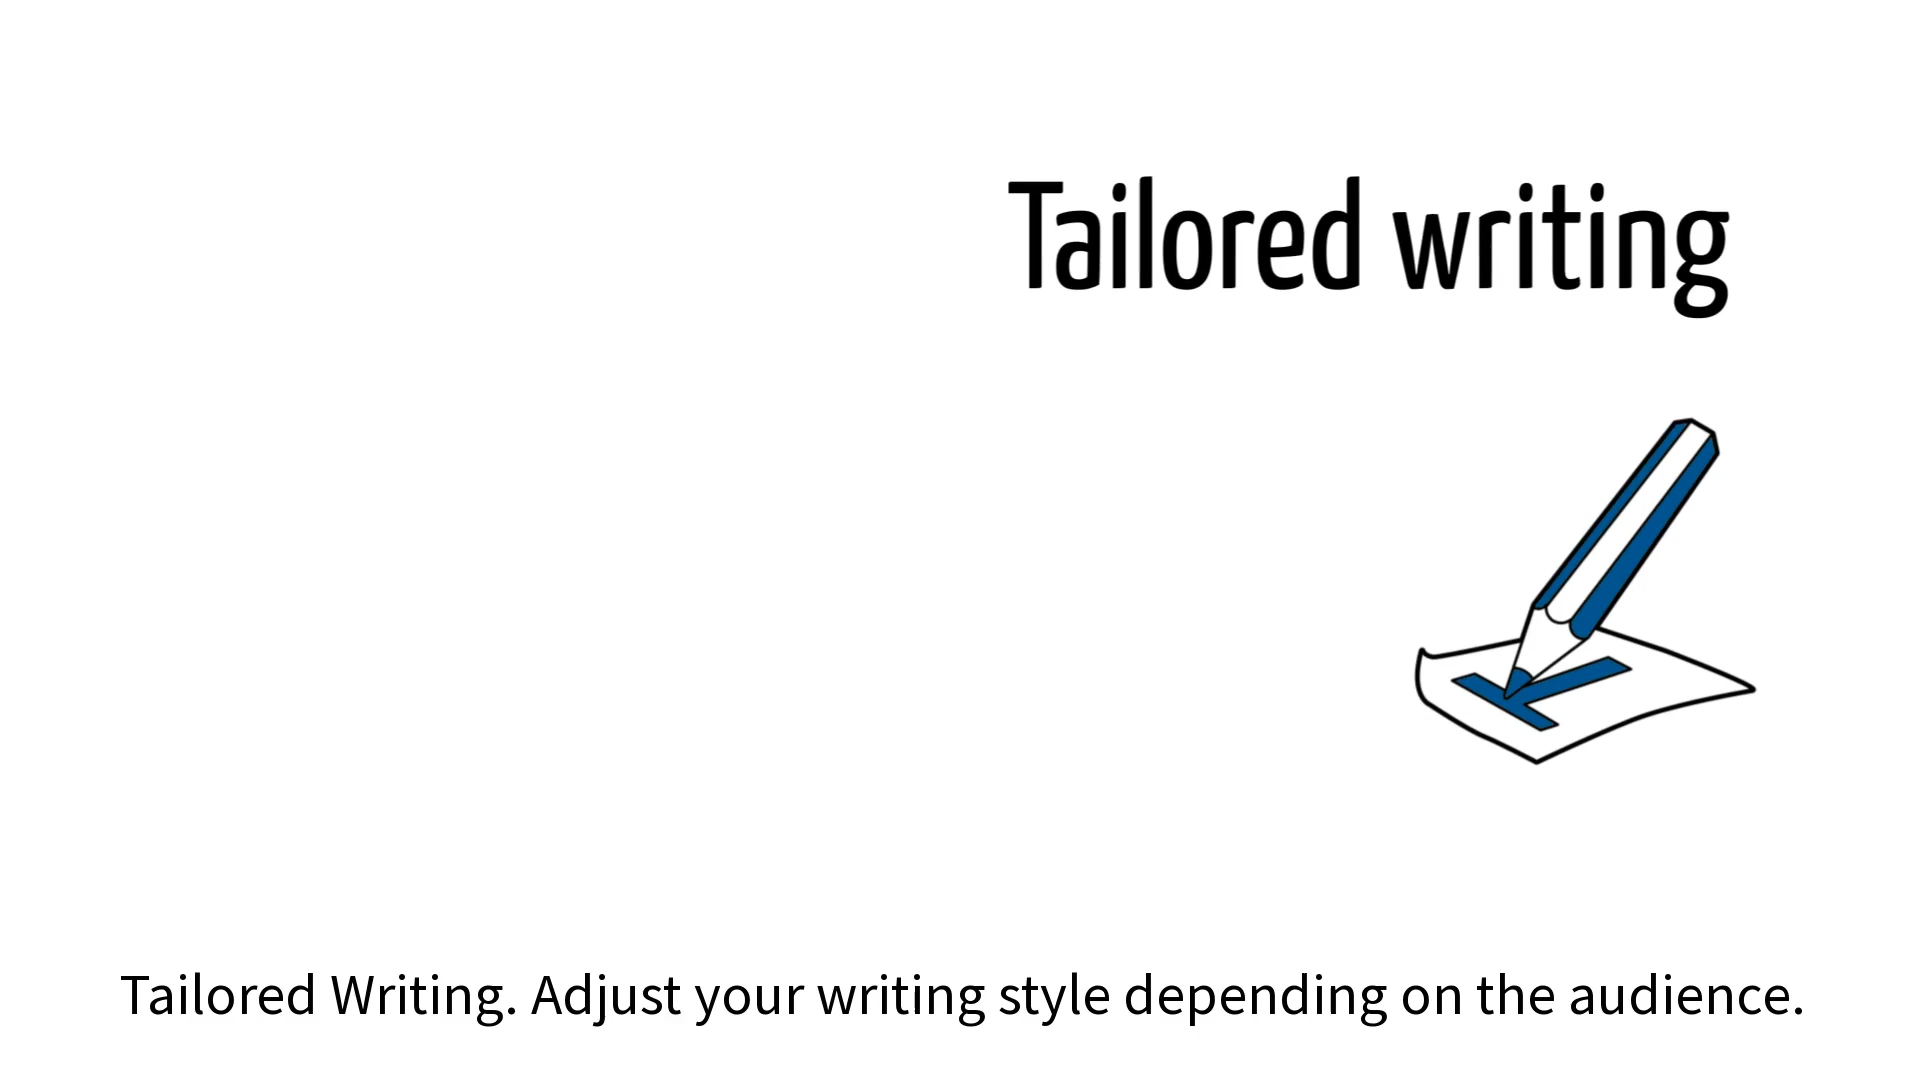 Tailored writing
Tailored Writing. Adjust your writing style depending on the audience.